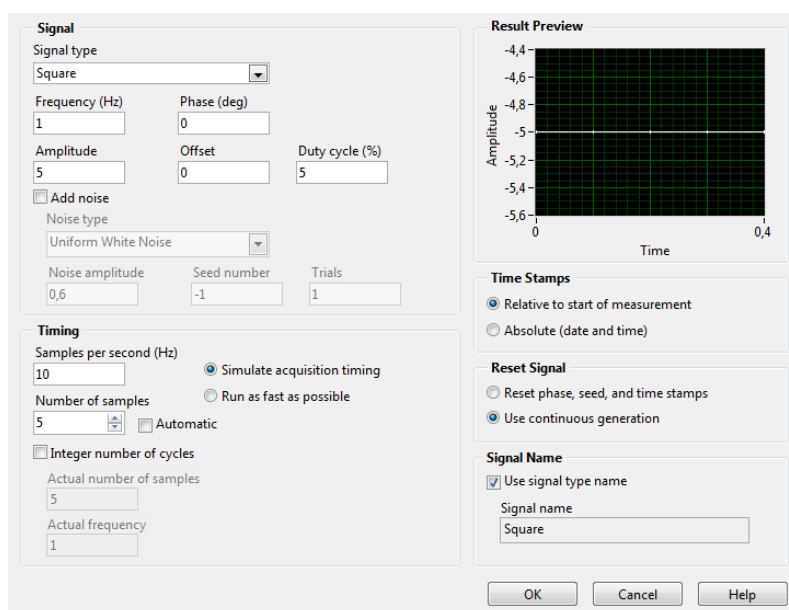 Signal
Signal type
Square
Frequency (Hz) Phase (deg)
1 0
Amplitude Offset Duty cycle (%)
5 0 5
Add noise
Noise type
Uniform White Noise
Noise amplitude Seed number Trials
0,6 -1 1
Timing
Samples per second (Hz)
10
Simulate acquisition timing
Run as fast as possible
Number of samples
5 Automatic
Integer number of cycles
Actual number of samples
5
Actual frequency
1
Result Preview
Amplitude
-4,4
-4,6
-4,8
-5
-5,2
-5,4
-5,6
0 0,4
Time
Time Stamps
Relative to start of measurement
Absolute (date and time)
Reset Signal
Reset phase, seed, and time stamps
Use continuous generation
Signal Name
Use signal type name
Signal name
Square
OK Cancel Help